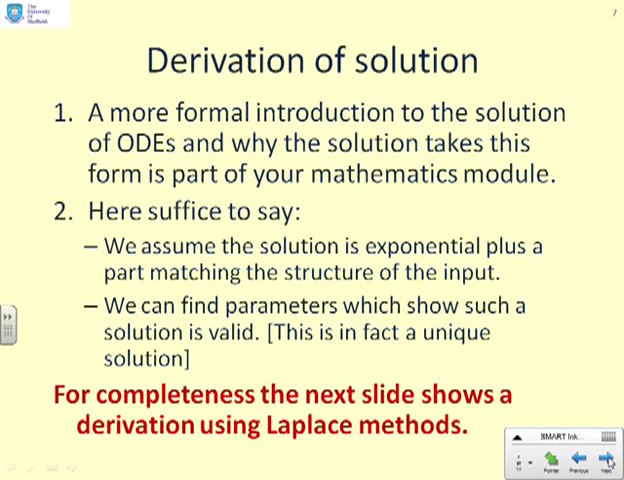 The
University
Of
Sheffield.
7
Derivation of solution
1. A more formal introduction to the solution
of ODEs and why the solution takes this
form is part of your mathematics module.
2. Here suffice to say:
– We assume the solution is exponential plus a
part matching the structure of the input.
– We can find parameters which show such a
solution is valid. [This is in fact a unique
solution]
For completeness the next slide shows a
derivation using Laplace methods.
SMART Ink...
Pointer Previous Next